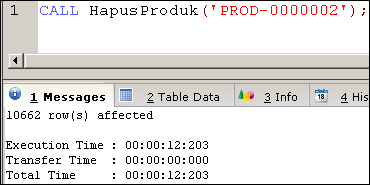 1 CALL HapusProduk('PROD-0000002');
1 Messages 2 Table Data 3 Info 4 His
10662 row(s) affected
Execution Time : 00:00:12:203
Transfer Time : 00:00:00:000
Total Time : 00:00:12:203